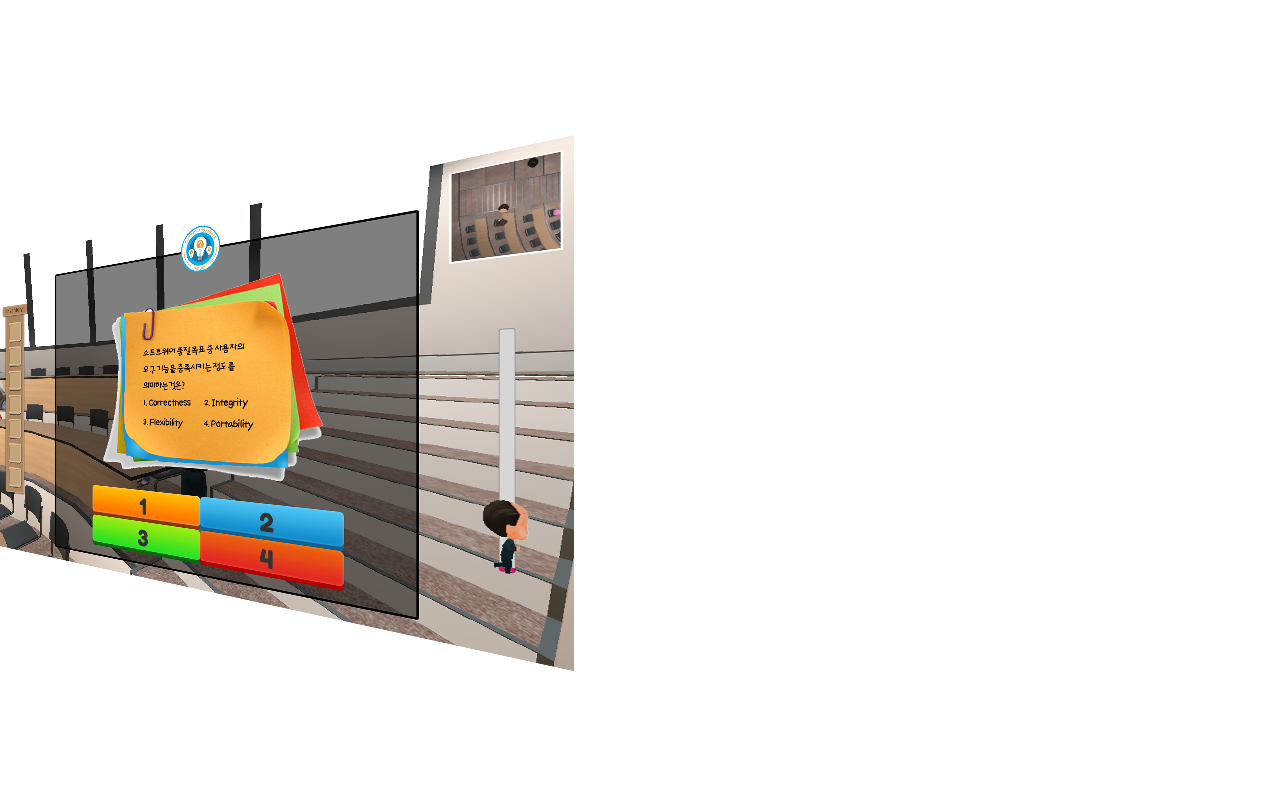 소프트웨어 품질 목표 중 사용자의
요구 기능을 충족시키는 정도를
의미하는 것은?
1. Correctness 2. Integrity
3. Flexibility 4. Portability
1
2
3
4